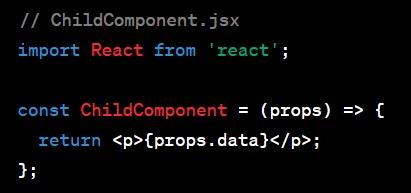 // ChildComponent.jsx
import React from 'react';
const ChildComponent = (props) => {
return <p>{props.data}</p>;
};